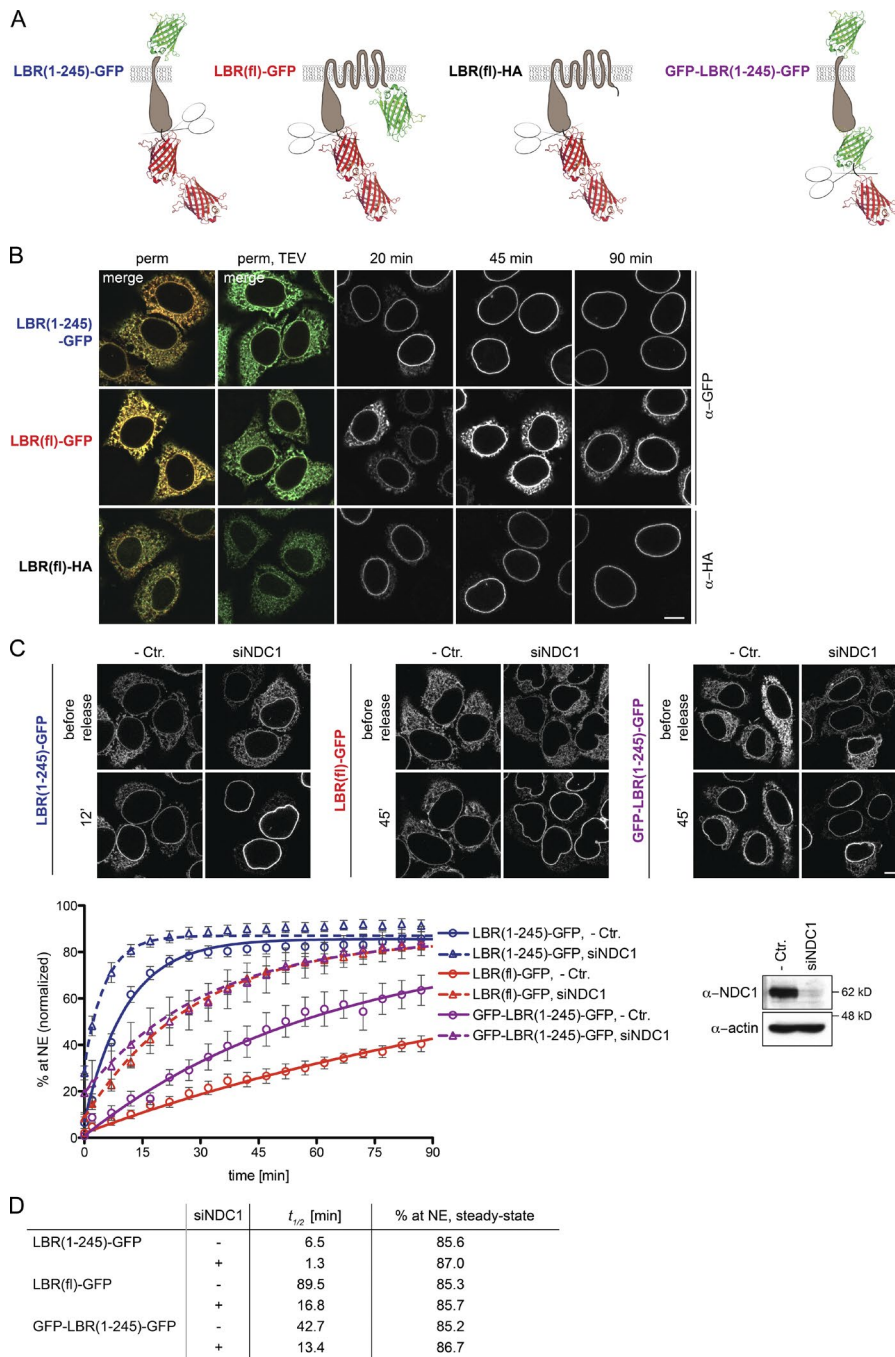 A
LBR(1-245)-GFP
LBR(fl)-GFP
LBR(fl)-HA
GFP-LBR(1-245)-GFP
B
perm
perm, TEV
20 min
45 min
90 min
merge
merge
LBR(1-245)
-GFP
LBR(fl)-GFP
α–GFP
LBR(fl)-HA
α–HA
C
- Ctr.
siNDC1
- Ctr.
siNDC1
- Ctr.
siNDC1
LBR(1-245)-GFP
before
release
12'
LBR(fl)-GFP
before
release
45'
GFP-LBR(1-245)-GFP
before
release
45'
% at NE (normalized)
100
80
60
40
20
0
0
15
30
45
60
75
90
time [min]
LBR(1-245)-GFP, - Ctr.
LBR(1-245)-GFP, siNDC1
LBR(fl)-GFP, - Ctr.
LBR(fl)-GFP, siNDC1
GFP-LBR(1-245)-GFP, - Ctr.
GFP-LBR(1-245)-GFP, siNDC1
- Ctr.
siNDC1
α–NDC1
62 kD
48 kD
α–actin
D
siNDC1 t1/2 [min] % at NE, steady-state
LBR(1-245)-GFP - 6.5 85.6
+ 1.3 87.0
LBR(fl)-GFP - 89.5 85.3
+ 16.8 85.7
GFP-LBR(1-245)-GFP - 42.7 85.2
+ 13.4 86.7